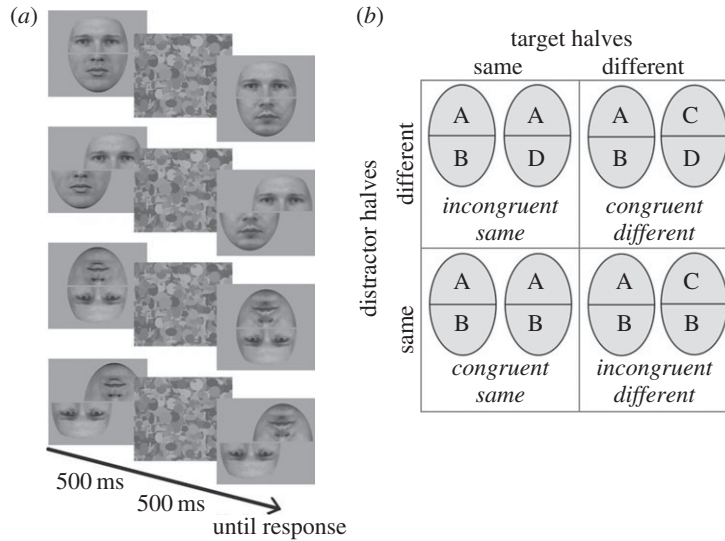 (a)
500 ms
500 ms
until response
(b)
target halves
same different
distractor halves
different
A A A C
B D B D
incongruent congruent
same different
same
A A A C
B B B B
congruent incongruent
same different